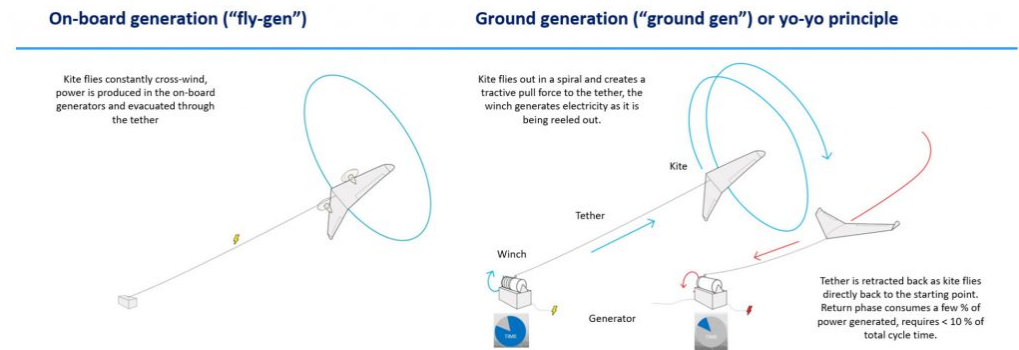 On-board generation (“fly-gen”)
Ground generation (“ground gen”) or yo-yo principle
Kite flies constantly cross-wind,
power is produced in the on-board
generators and evacuated through
the tether
Kite flies out in a spiral and creates a
tractive pull force to the tether, the
winch generates electricity as it is
being reeled out.
Kite
Tether
Winch
Generator
TIME
TIME
Tether is retracted back as kite flies
directly back to the starting point.
Return phase consumes a few % of
power generated, requires < 10 % of
total cycle time.